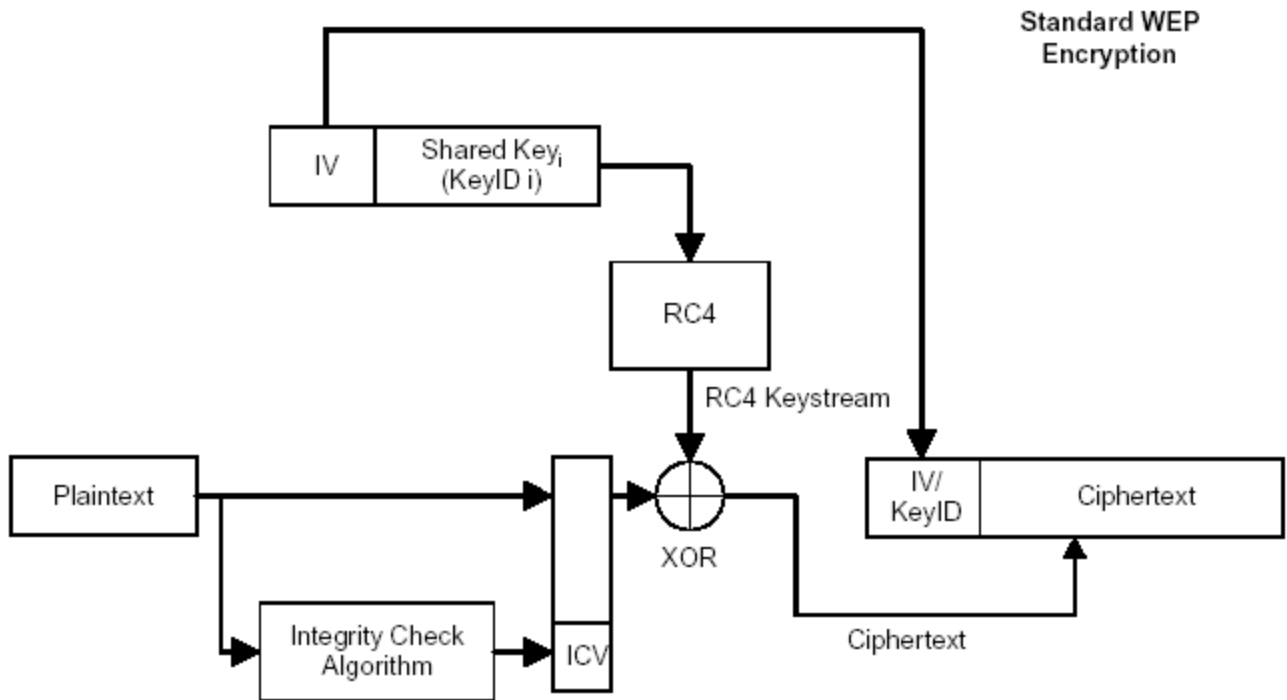 Standard WEP
Encryption
IV
Shared Keyi
(KeyID i)
RC4
RC4 Keystream
Plaintext
IV/
KeyID
Ciphertext
XOR
Integrity Check
Algorithm
ICV
Ciphertext